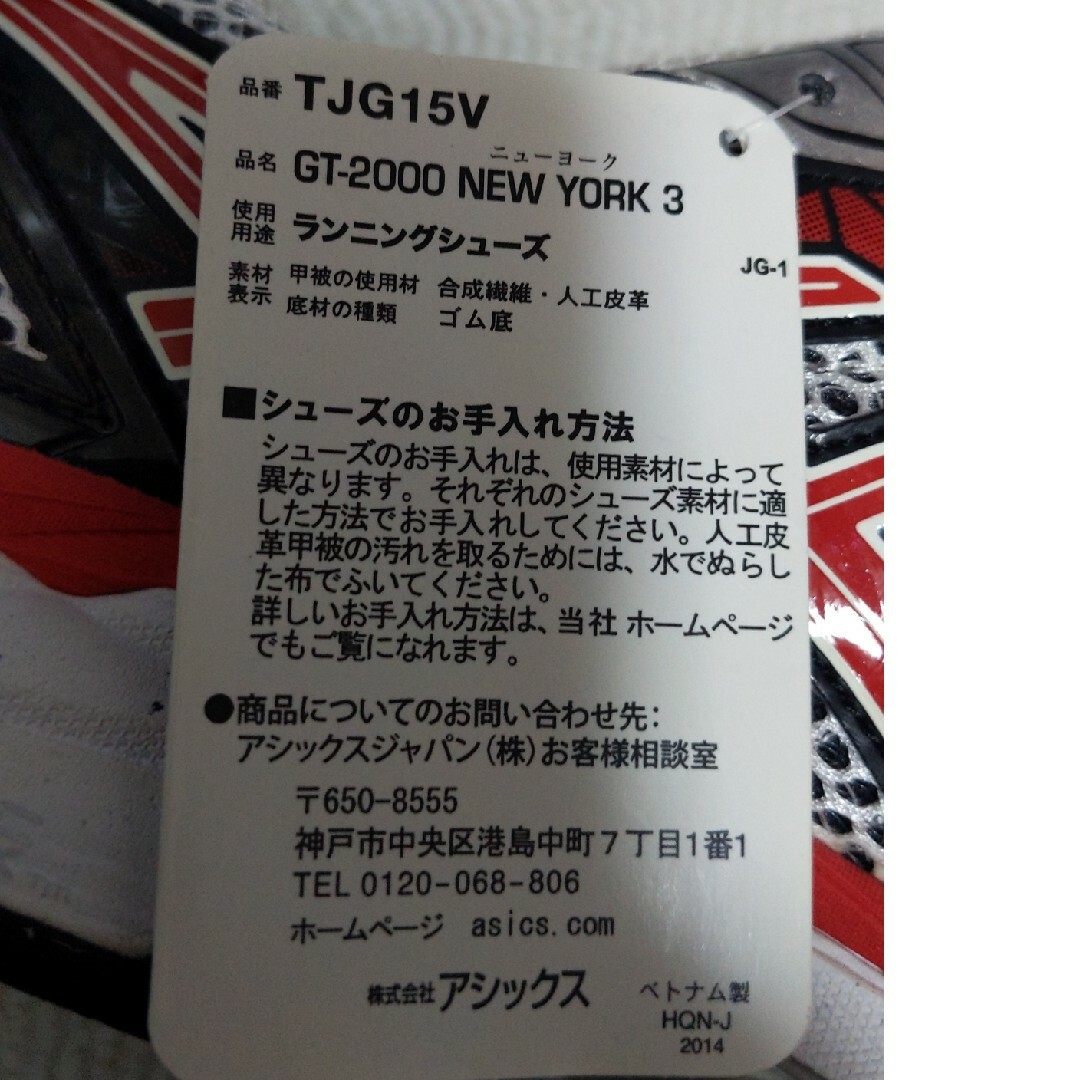 品番 TJG15V
ニューヨーク
品名 GT-2000 NEW YORK 3
使用用途 ランニングシューズ
JG-1
素材表示 甲被の使用材 合成繊維・人工皮革
底材の種類 ゴム底
■シューズのお手入れ方法
シューズのお手入れは、使用素材によって
異なります。それぞれのシューズ素材に適
した方法でお手入れしてください。人工皮
革甲被の汚れを取るためには、水でぬらし
た布でふいてください。
詳しいお手入れ方法は、当社 ホームページ
でもご覧になれます。
●商品についてのお問い合わせ先:
アシックスジャパン(株)お客様相談室
〒650-8555
神戸市中央区港島中町7丁目1番1
TEL 0120-068-806
ホームページ asics.com
株式会社アシックス
ベトナム製
HQN-J
2014